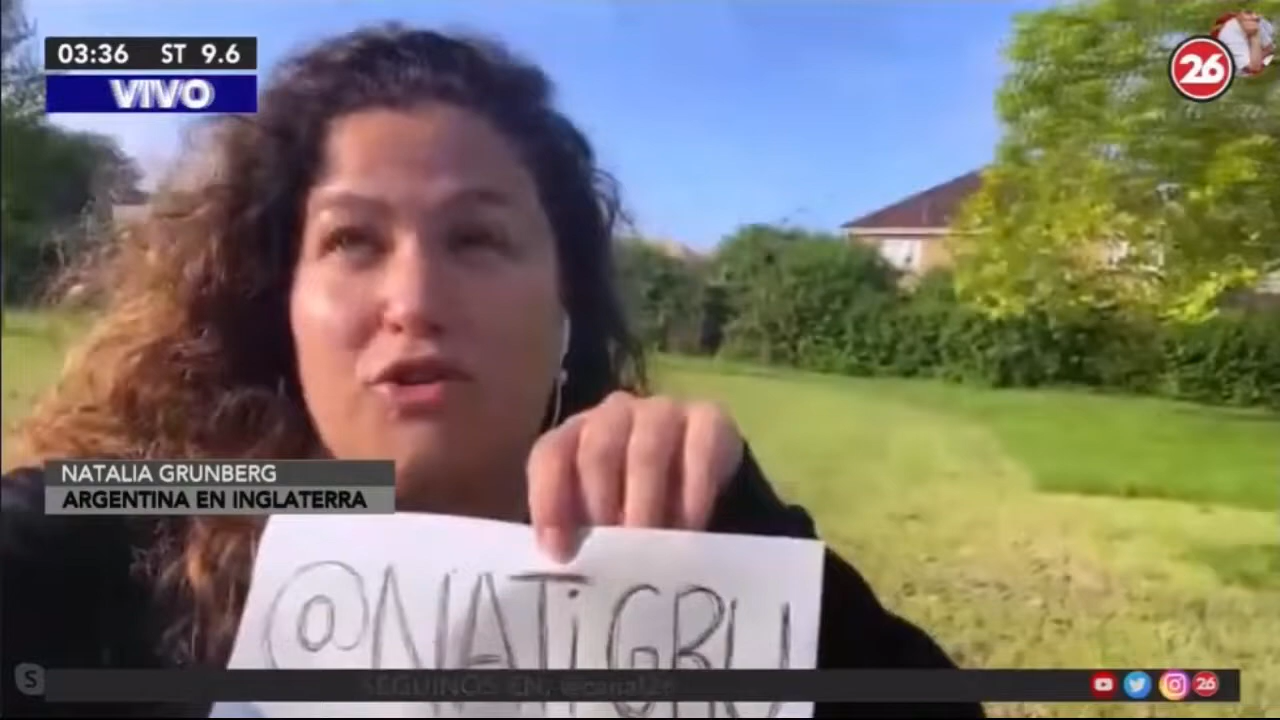 03:36 ST 9.6
VIVO
26
NATALIA GRUNBERG
ARGENTINA EN INGLATERRA
@NATiGRU
SEGUINOS EN: @canal26
26